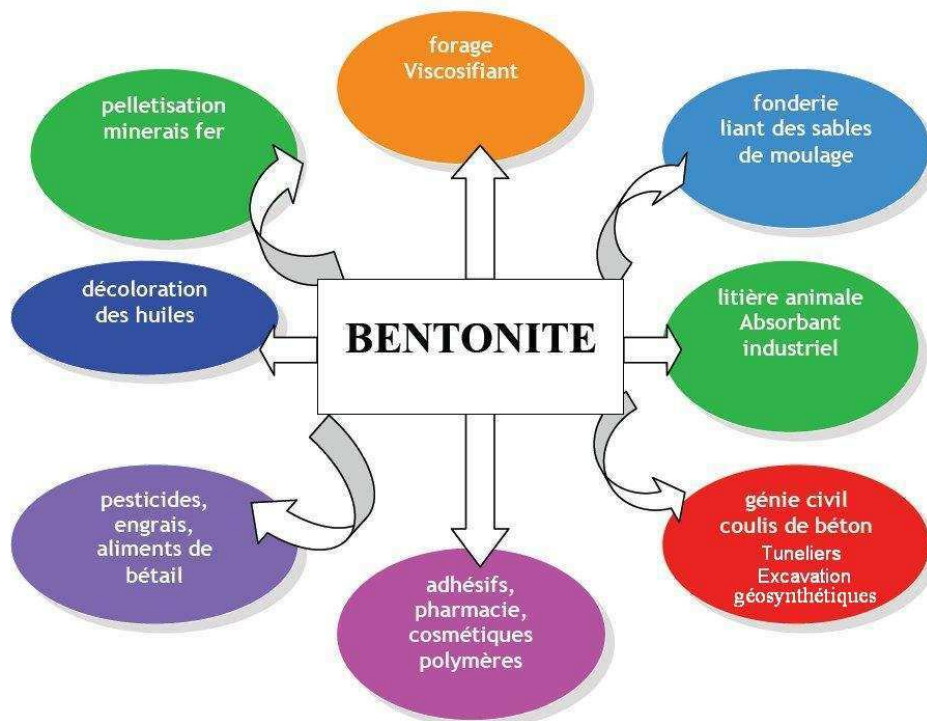 forage
Viscosifiant
pelletisation
minerais fer
fonderie
liant des sables
de moulage
décoloration
des huiles
BENTONITE
litière animale
Absorbant
industriel
pesticides,
engrais,
aliments de
bétail
adhésifs,
pharmacie,
cosmétiques
polymères
génie civil
coulis de béton
Tuneliers
Excavation
géosynthétiques